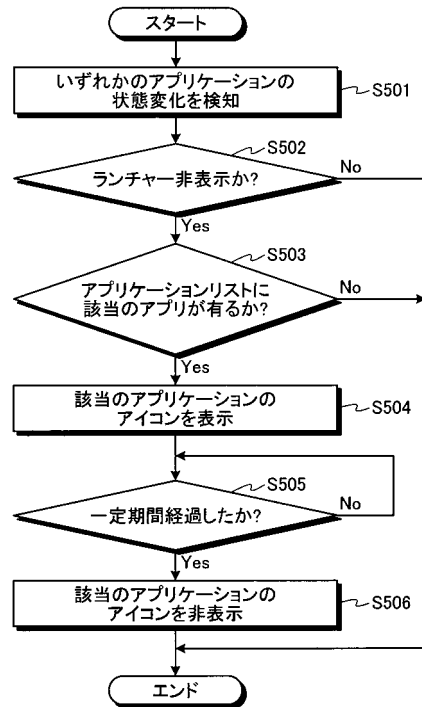 スタート
いずれかのアプリケーションの
状態変化を検知
S501
S502
ランチャー非表示か?
No
Yes
S503
アプリケーションリストに
該当のアプリが有るか?
No
Yes
該当のアプリケーションの
アイコンを表示
S504
S505
一定期間経過したか?
No
Yes
該当のアプリケーションの
アイコンを非表示
S506
エンド